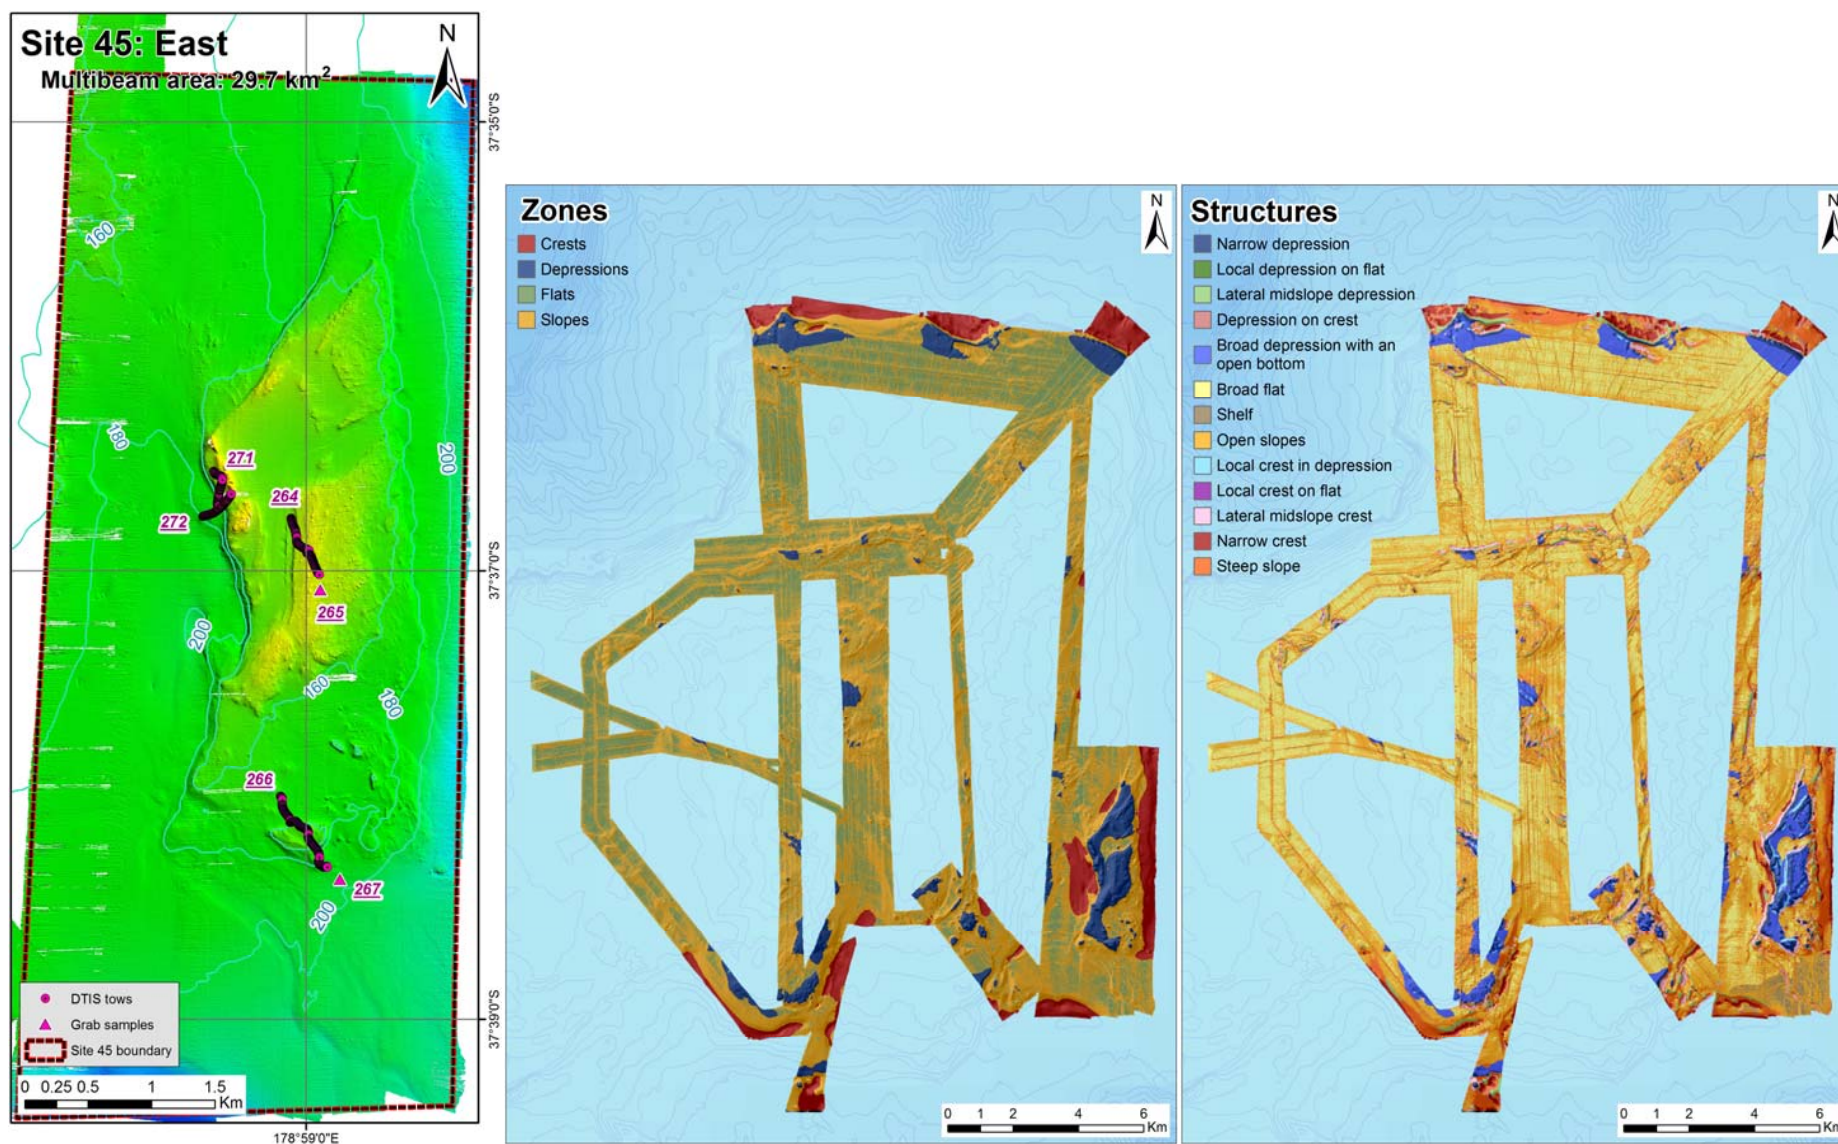 Site 45: East
Multibeam area: 29.7 km2
N
37°35'0"S
160
180
200
271
264
272
265
37°37'0"S
200
160
180
266
267
200
37°39'0"S
DTIS tows
Grab samples
Site 45 boundary
0 0.25 0.5 1 1.5
Km
178°59'0"E
Zones
N
Crests
Depressions
Flats
Slopes
0 1 2 4 6
Km
Structures
N
Narrow depression
Local depression on flat
Lateral midslope depression
Depression on crest
Broad depression with an
open bottom
Broad flat
Shelf
Open slopes
Local crest in depression
Local crest on flat
Lateral midslope crest
Narrow crest
Steep slope
0 1 2 4 6
Km